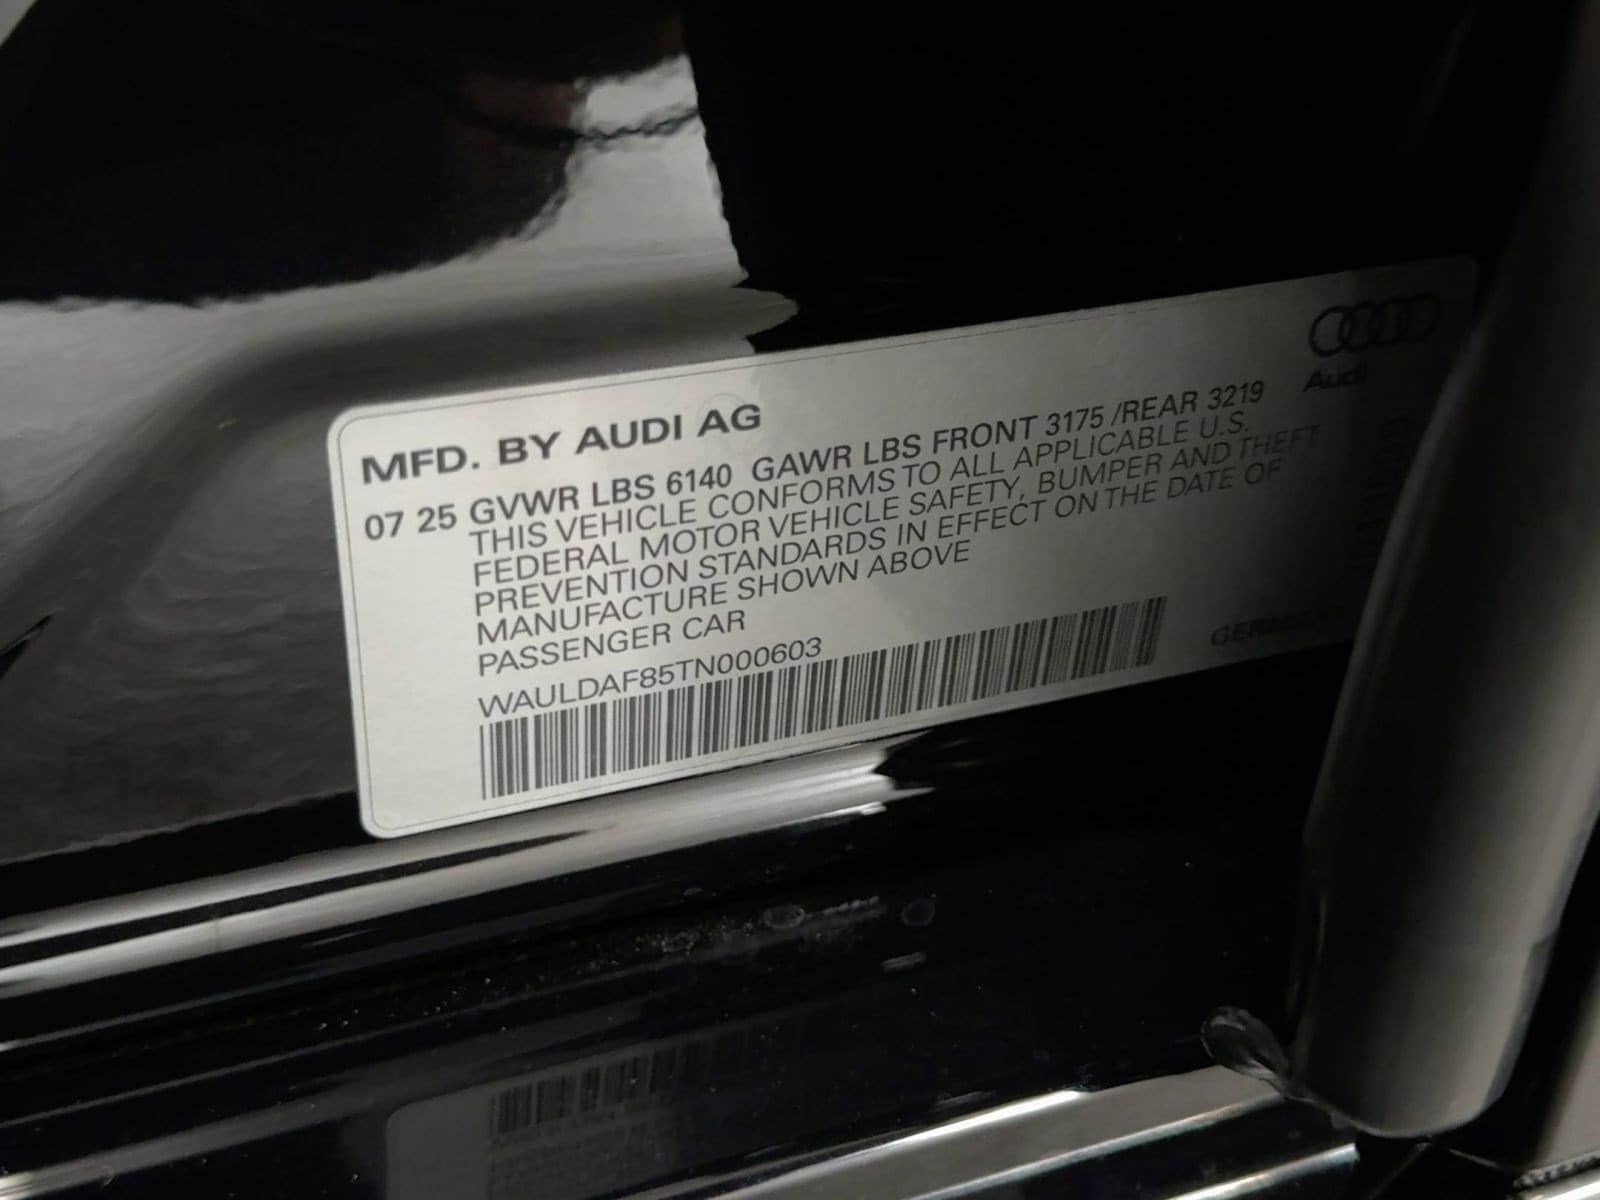 Audi
MFD. BY AUDI AG
07 25 GVWR LBS 6140 GAWR LBS FRONT 3175 /REAR 3219
THIS VEHICLE CONFORMS TO ALL APPLICABLE U.S.
FEDERAL MOTOR VEHICLE SAFETY, BUMPER AND THEFT
PREVENTION STANDARDS IN EFFECT ON THE DATE OF
MANUFACTURE SHOWN ABOVE
PASSENGER CAR
WAULDAF85TN000603
GERMANY